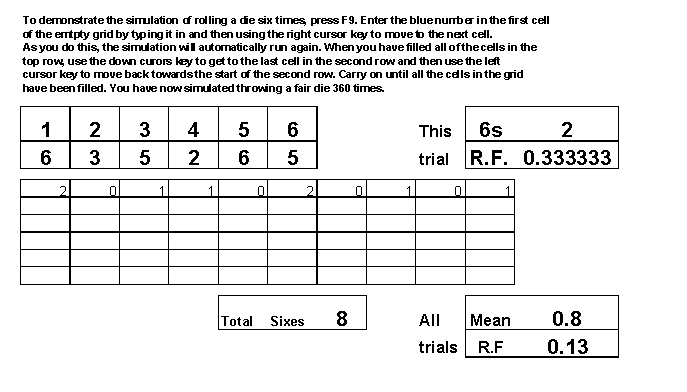 To demonstrate the simulation of rolling a die six times, press F9. Enter the blue number in the first cell
of the emtpty grid by typing it in and then using the right cursor key to move to the next cell.
As you do this, the simulation will automatically run again. When you have filled all of the cells in the
top row, use the down curors key to get to the last cell in the second row and then use the left
cursor key to move back towards the start of the second row. Carry on until all the cells in the grid
have been filled. You have now simulated throwing a fair die 360 times.
1 2 3 4 5 6 This 6s 2
6 3 5 2 6 5 trial R.F. 0.333333
2 0 1 1 0 2 0 1 0 1
Total Sixes 8 All Mean 0.8
trials R.F 0.13